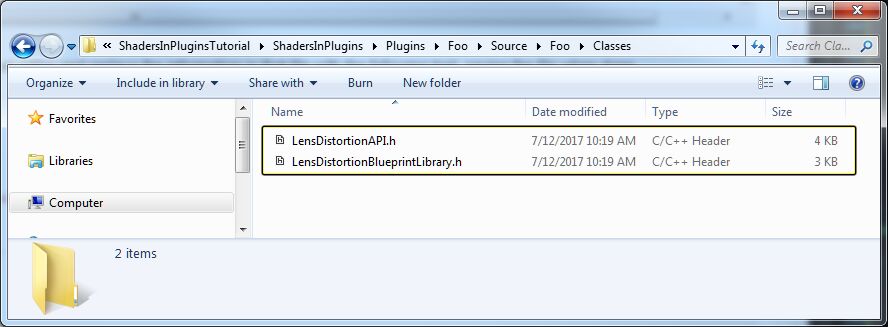 ShadersInPluginsTutorial ShadersInPlugins Plugins Foo Source Foo Classes Search Cla...
Organize Include in library Share with Burn New folder
Favorites
Libraries
Computer
Name Date modified Type Size
LensDistortionAPI.h 7/12/2017 10:19 AM C/C++ Header 4 KB
LensDistortionBlueprintLibrary.h 7/12/2017 10:19 AM C/C++ Header 3 KB
2 items